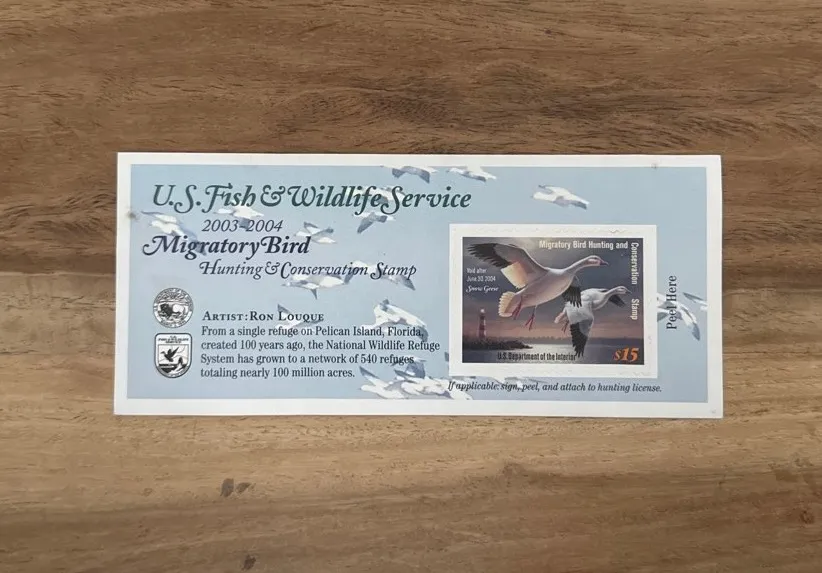 U.S. Fish & Wildlife Service
2003-2004
Migratory Bird
Hunting & Conservation Stamp
ARTIST: RON LOUQUE
From a single refuge on Pelican Island, Florida,
created 100 years ago, the National Wildlife Refuge
System has grown to a network of 540 refuges
totaling nearly 100 million acres.
Migratory Bird Hunting and
Conservation Stamp
Void after
June 30, 2004
Snow Geese
U.S. Department of the Interior
$15
Peel Here
If applicable: sign, peel, and attach to hunting license.